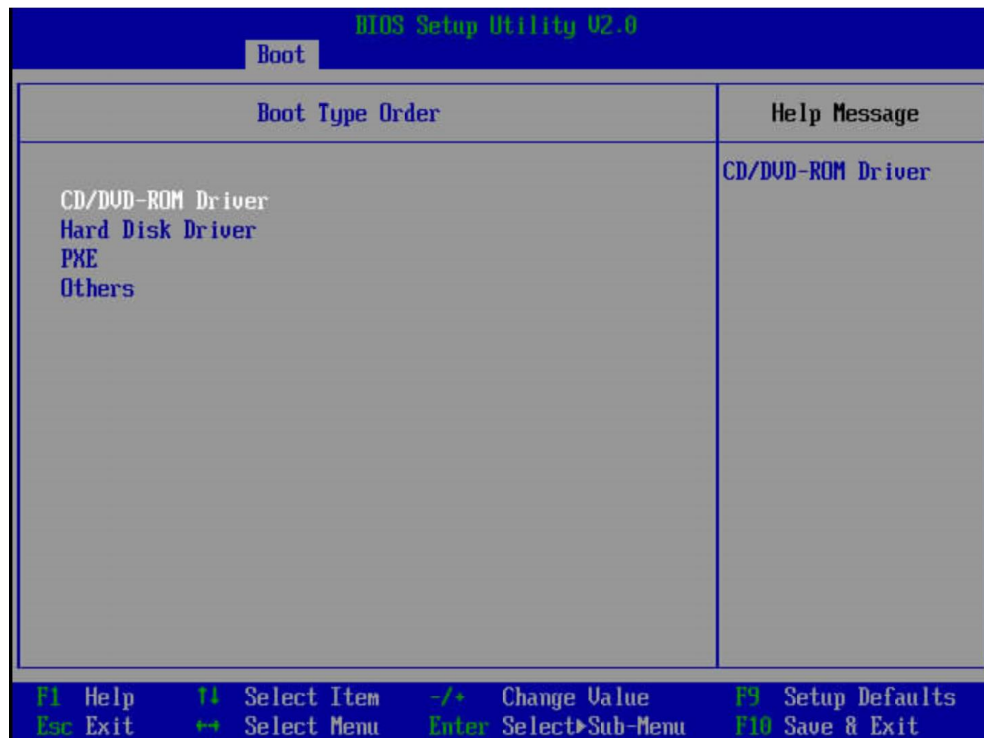 BIOS Setup Utility V2.0
Boot
Boot Type Order
Help Message
CD/DVD-ROM Driver
Hard Disk Driver
PXE
Others
CD/DVD-ROM Driver
F1 Help ↑↓ Select Item -/+ Change Value F9 Setup Defaults
Esc Exit ←→ Select Menu Enter Select▶Sub-Menu F10 Save & Exit